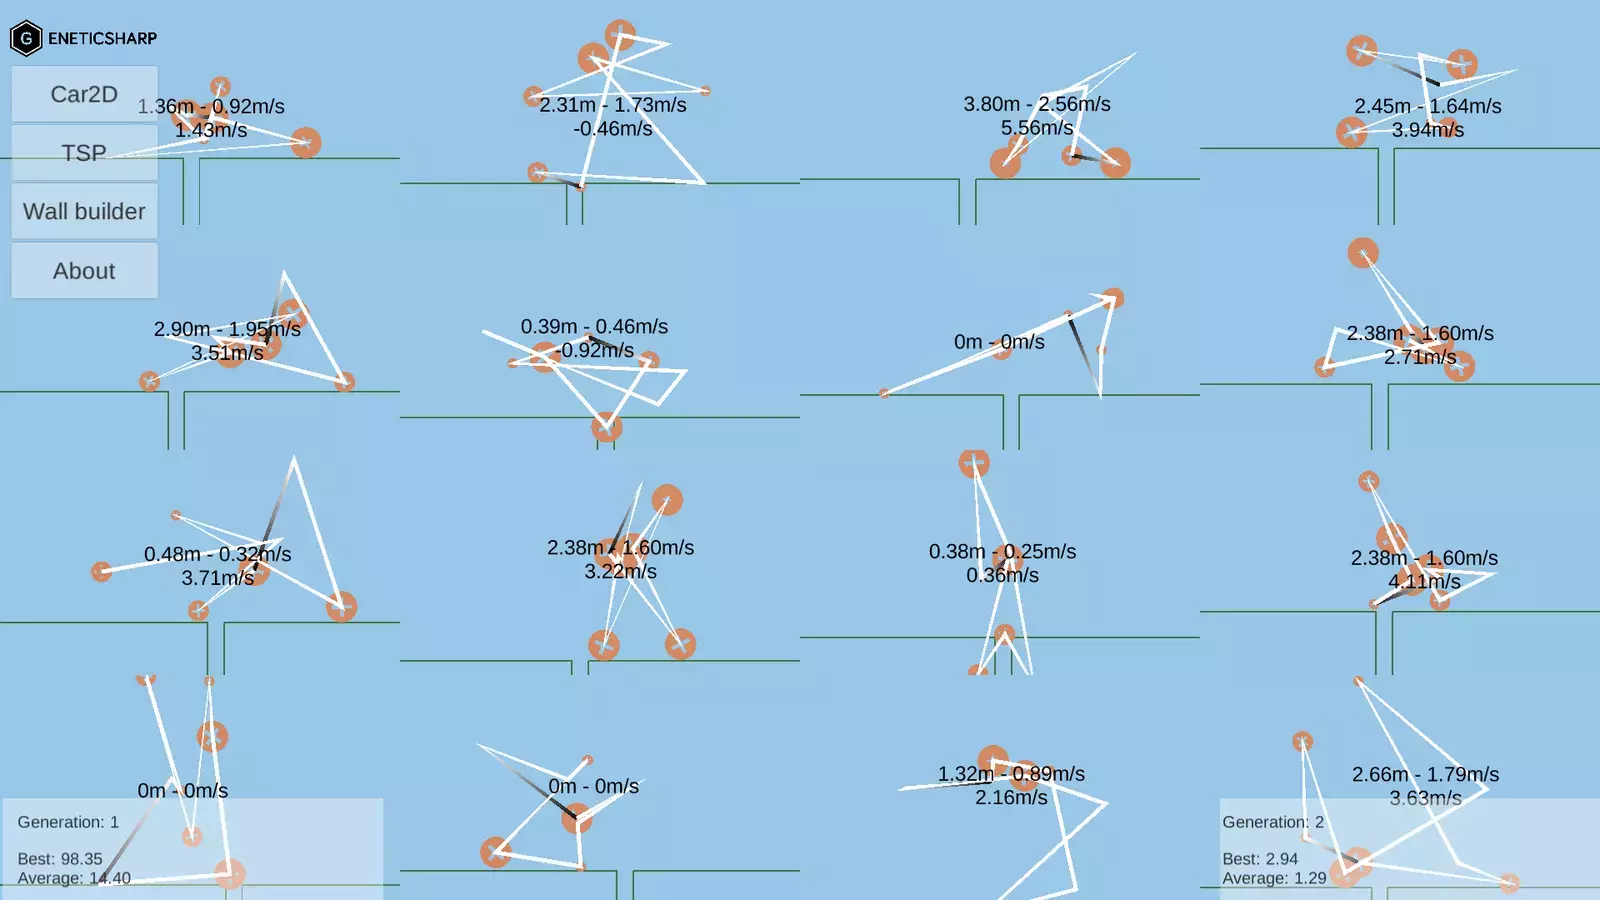 GENETICSHARP
Car2D
TSP
Wall builder
About
1.36m - 0.92m/s
1.43m/s
2.31m - 1.73m/s
-0.46m/s
3.80m - 2.56m/s
5.56m/s
2.45m - 1.64m/s
3.94m/s
2.90m - 1.95m/s
3.51m/s
0.39m - 0.46m/s
-0.92m/s
0m - 0m/s
2.38m - 1.60m/s
2.71m/s
0.48m - 0.32m/s
3.71m/s
2.38m - 1.60m/s
3.22m/s
0.38m - 0.25m/s
0.36m/s
2.38m - 1.60m/s
4.11m/s
0m - 0m/s
0m - 0m/s
1.32m - 0.89m/s
2.16m/s
2.66m - 1.79m/s
3.63m/s
Generation: 1
Best: 98.35
Average: 14.40
Generation: 2
Best: 2.94
Average: 1.29